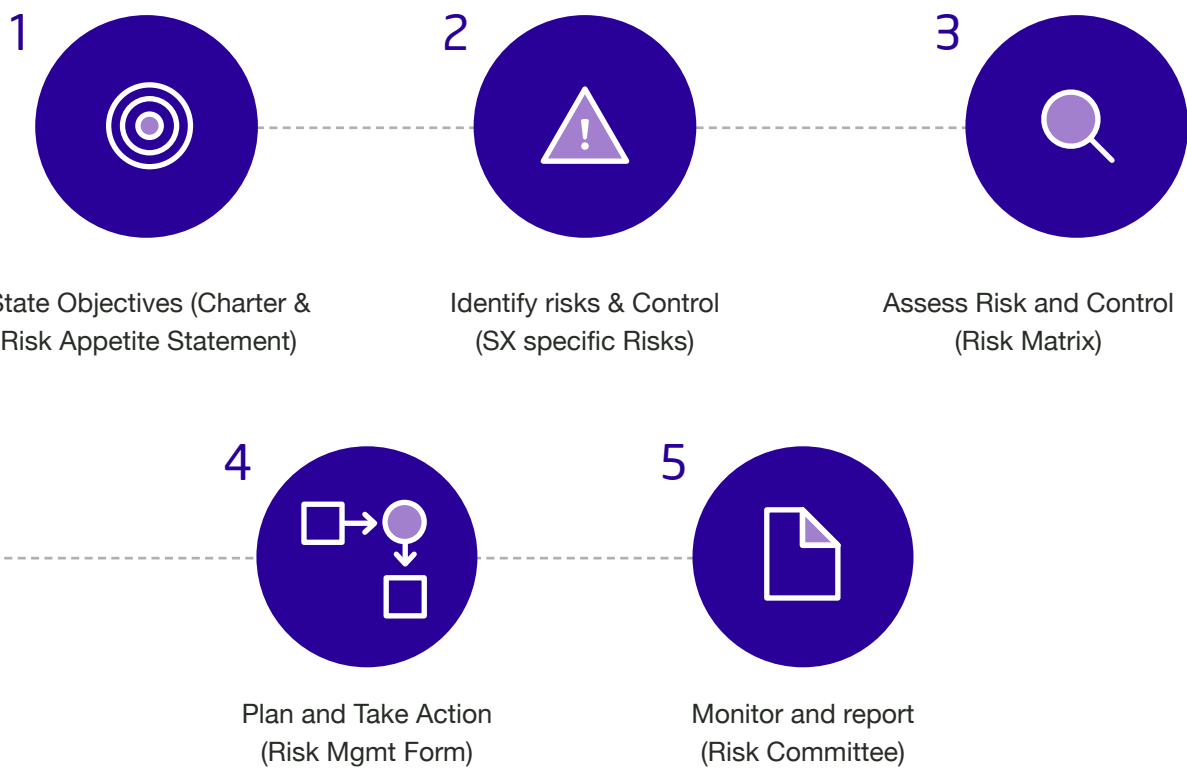 1
2
3
State Objectives (Charter &
Risk Appetite Statement)
Identify risks & Control
(SX specific Risks)
!
Assess Risk and Control
(Risk Matrix)
4
5
Plan and Take Action
(Risk Mgmt Form)
Monitor and report
(Risk Committee)